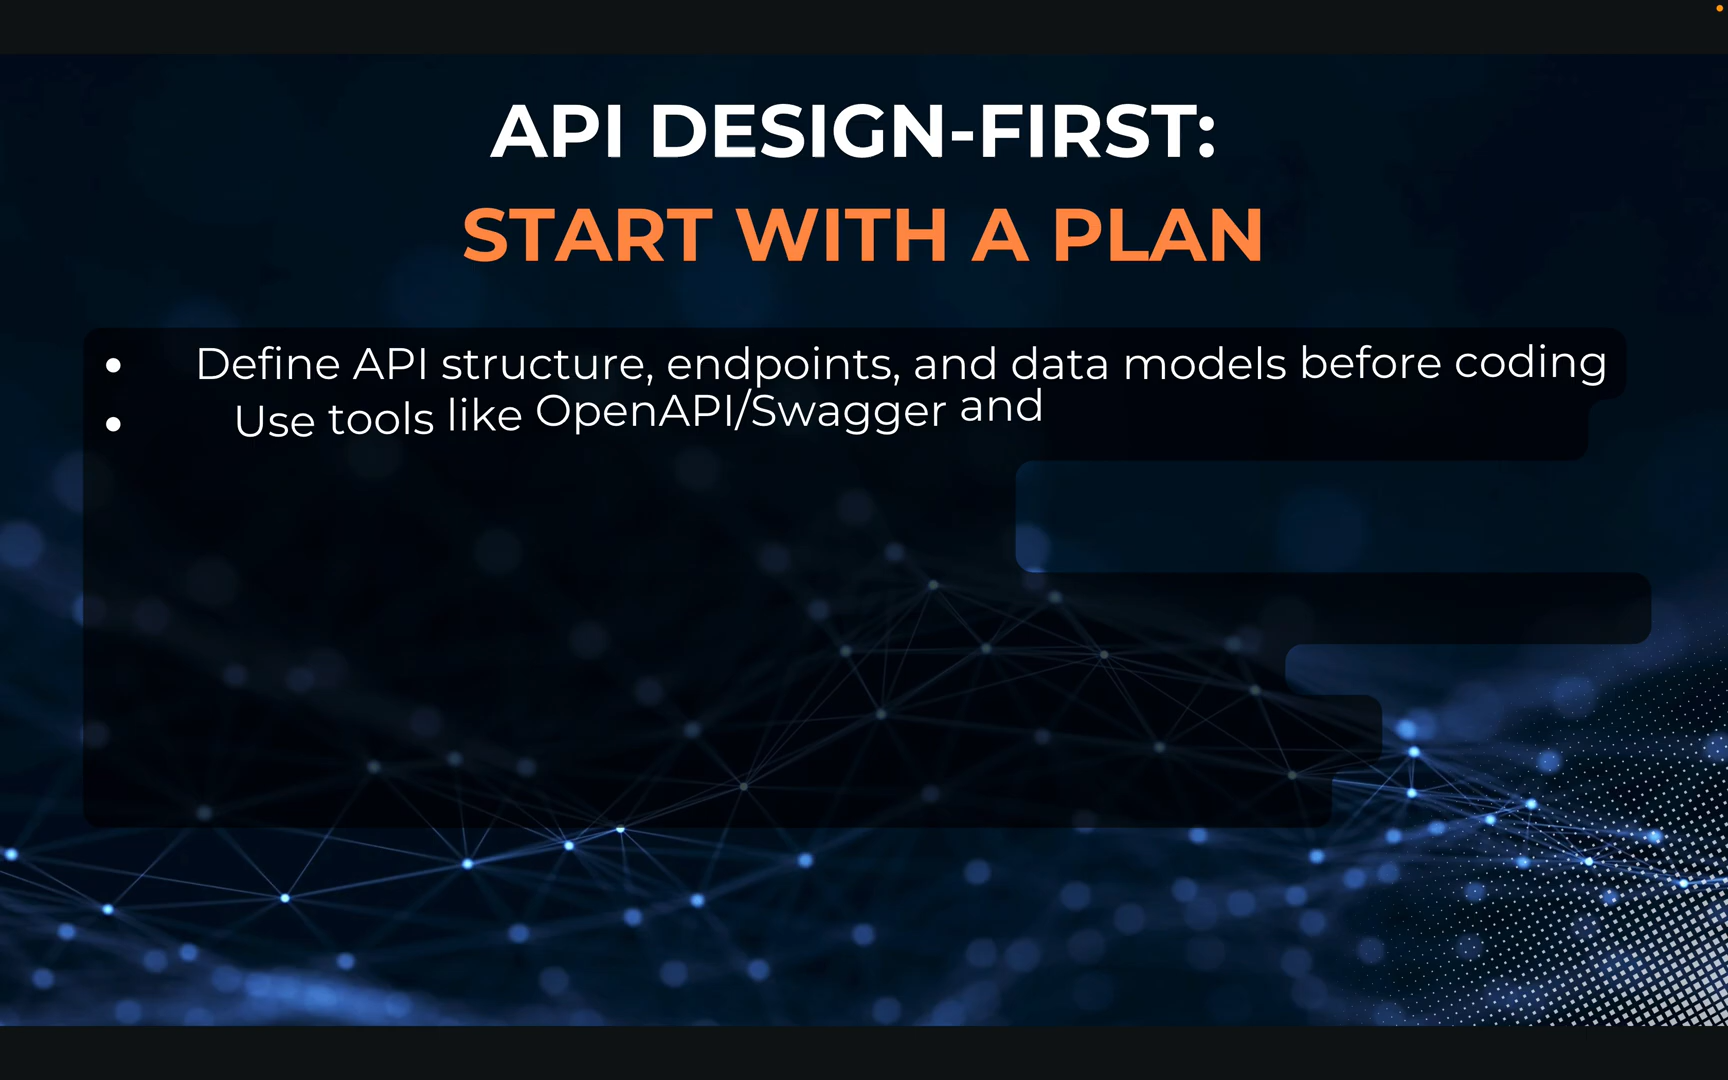 API DESIGN-FIRST:
START WITH A PLAN
• Define API structure, endpoints, and data models before coding
• Use tools like OpenAPI/Swagger and